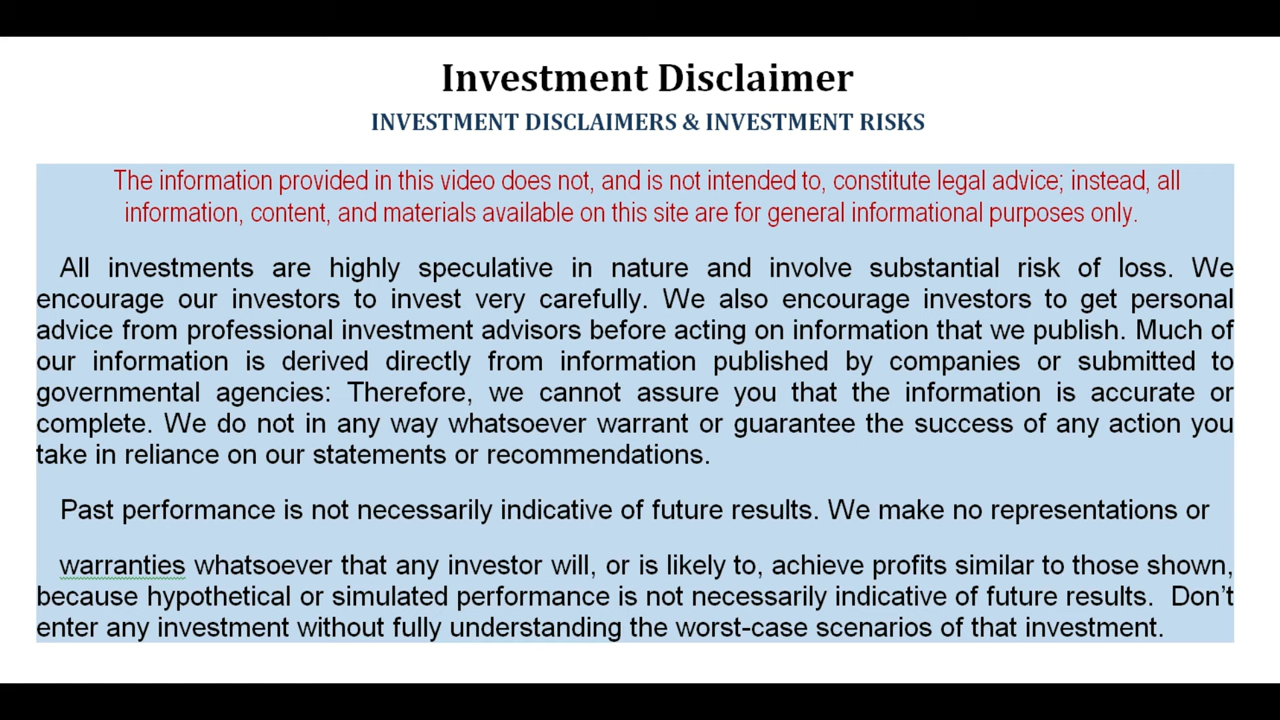 Investment Disclaimer
INVESTMENT DISCLAIMERS & INVESTMENT RISKS
The information provided in this video does not, and is not intended to, constitute legal advice; instead, all
information, content, and materials available on this site are for general informational purposes only.
All investments are highly speculative in nature and involve substantial risk of loss. We
encourage our investors to invest very carefully. We also encourage investors to get personal
advice from professional investment advisors before acting on information that we publish. Much of
our information is derived directly from information published by companies or submitted to
governmental agencies: Therefore, we cannot assure you that the information is accurate or
complete. We do not in any way whatsoever warrant or guarantee the success of any action you
take in reliance on our statements or recommendations.
Past performance is not necessarily indicative of future results. We make no representations or
warranties whatsoever that any investor will, or is likely to, achieve profits similar to those shown,
because hypothetical or simulated performance is not necessarily indicative of future results. Don't
enter any investment without fully understanding the worst-case scenarios of that investment.